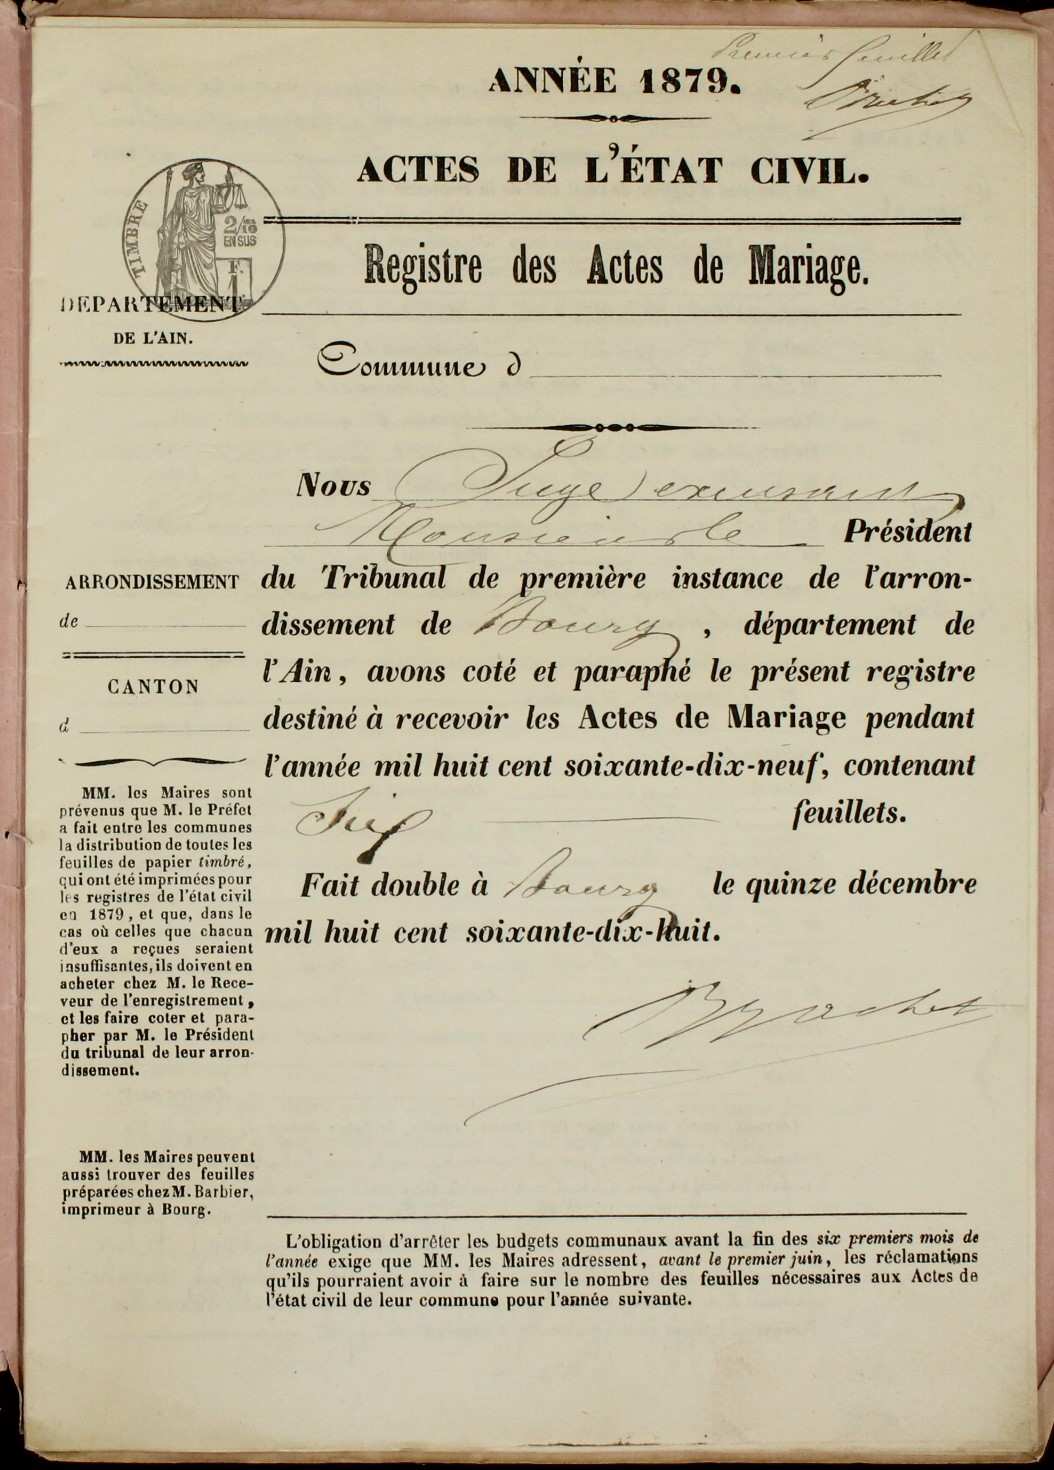 Premier feuillet
ANNÉE 1879.
ACTES DE L'ÉTAT CIVIL.
TIMBRE
2/10
EN SUS
F.
1
Registre des Actes de Mariage.
DEPARTEMENT
DE L'AIN.
Commune d
Nous Juge excusant
Monsieur le Président
ARRONDISSEMENT
de
CANTON
d
du Tribunal de première instance de l'arron-
dissement de Bourg, département de
l'Ain, avons coté et paraphé le présent registre
destiné à recevoir les Actes de Mariage pendant
l'année mil huit cent soixante-dix-neuf, contenant
Six feuillets.
Fait double à Bourg le quinze décembre
mil huit cent soixante-dix-huit.
MM. les Maires sont
prévenus que M. le Préfet
a fait entre les communes
la distribution de toutes les
feuilles de papier timbré,
qui ont été imprimées pour
les registres de l'état civil
en 1879, et que, dans le
cas où celles que chacun
d'eux a reçues seraient
insuffisantes, ils doivent en
acheter chez M. le Rece-
veur de l'enregistrement,
et les faire coter et para-
pher par M. le Président
du tribunal de leur arron-
dissement.
MM. les Maires peuvent
aussi trouver des feuilles
préparées chez M. Barbier,
imprimeur à Bourg.
L'obligation d'arrêter les budgets communaux avant la fin des six premiers mois de
l'année exige que MM. les Maires adressent, avant le premier juin, les réclamations
qu'ils pourraient avoir à faire sur le nombre des feuilles nécessaires aux Actes de
l'état civil de leur commune pour l'année suivante.